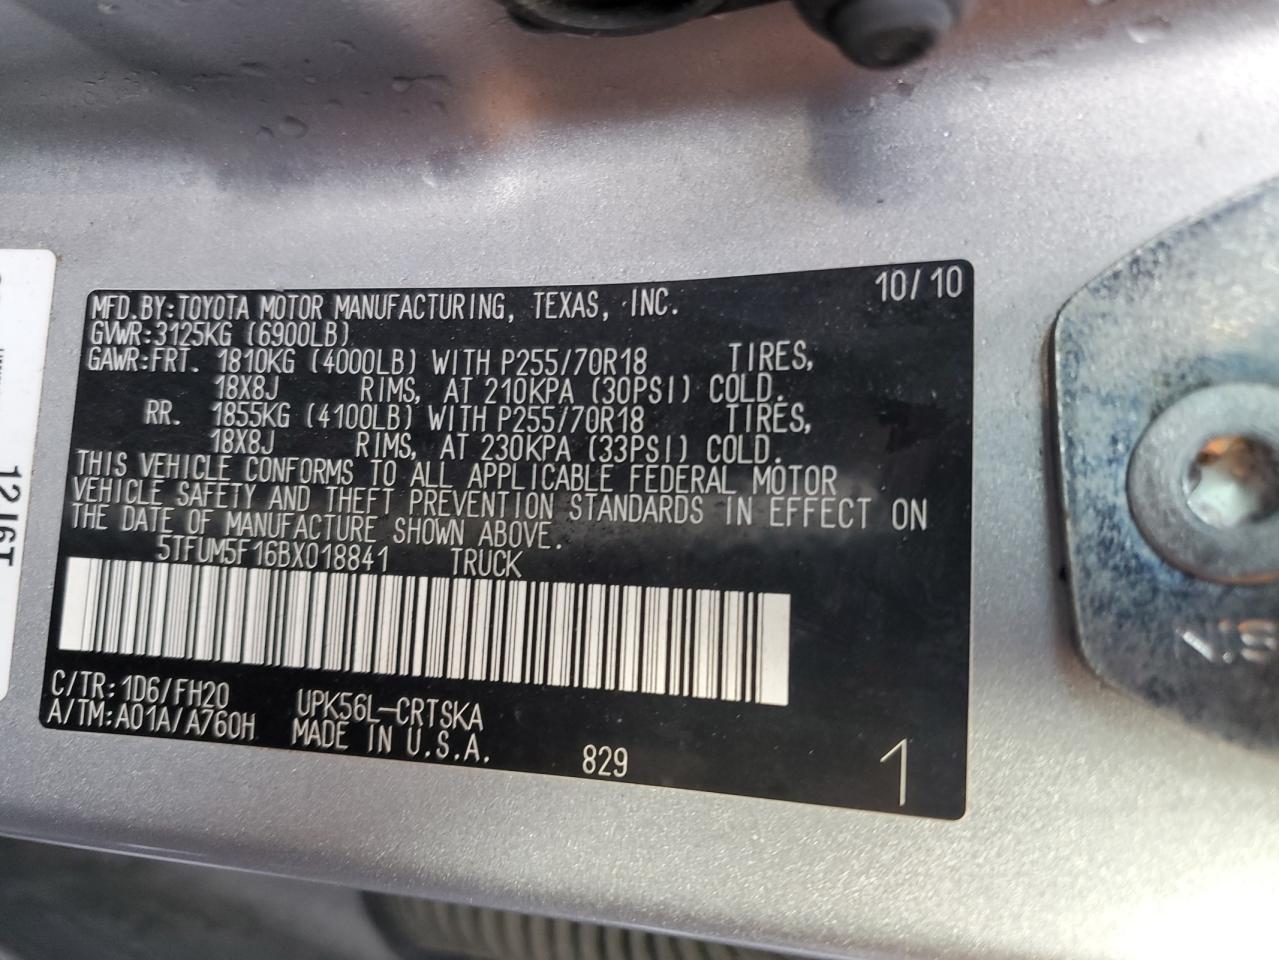 MFD.BY:TOYOTA MOTOR MANUFACTURING, TEXAS, INC. 10/10
GVWR:3125KG (6900LB)
GAWR:FRT. 1810KG (4000LB) WITH P255/70R18 TIRES,
18X8J RIMS, AT 210KPA (30PSI) COLD.
RR. 1855KG (4100LB) WITH P255/70R18 TIRES,
18X8J RIMS, AT 230KPA (33PSI) COLD.
THIS VEHICLE CONFORMS TO ALL APPLICABLE FEDERAL MOTOR
VEHICLE SAFETY AND THEFT PREVENTION STANDARDS IN EFFECT ON
THE DATE OF MANUFACTURE SHOWN ABOVE.
5TFUM5F16BX018841 TRUCK
C/TR:1D6/FH20 UPK56L-CRTSKA
A/TM:A01A/A760H MADE IN U.S.A. 829 1
12J6T